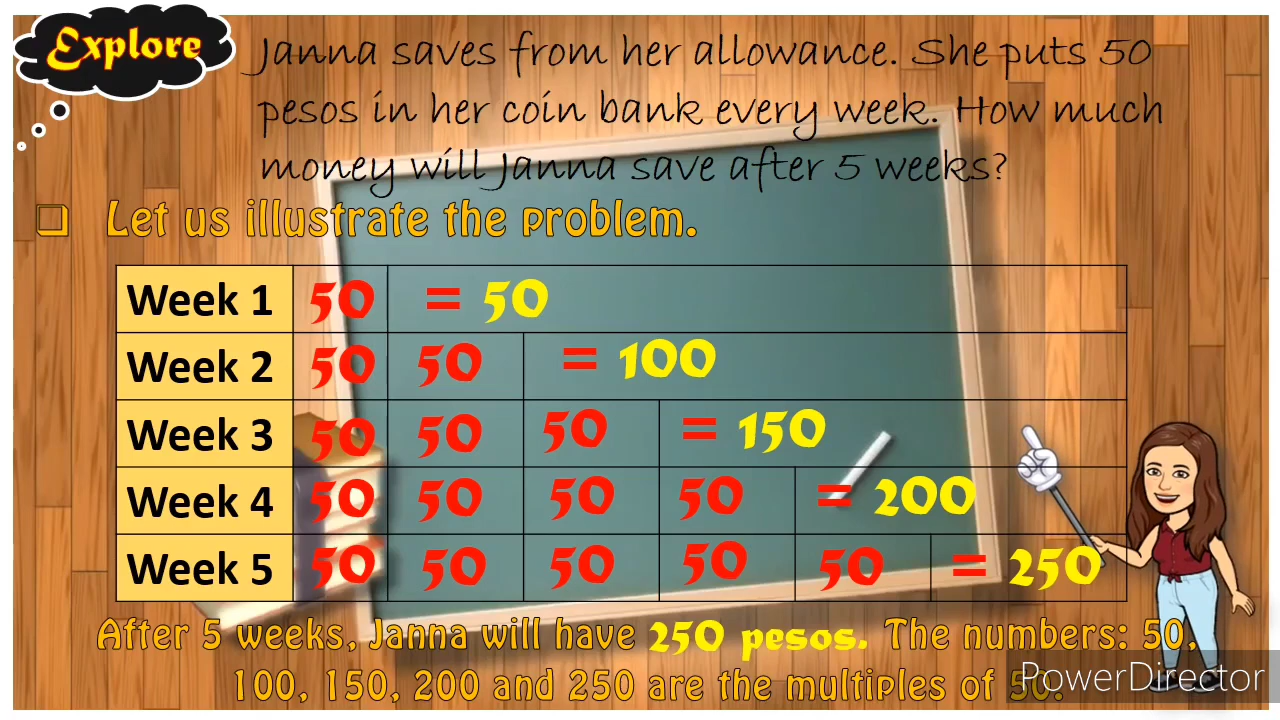 Explore
Janna saves from her allowance. She puts 50
pesos in her coin bank every week. How much
money will Janna save after 5 weeks?
Let us illustrate the problem.
Week 1 50 = 50
Week 2 50 50 = 100
Week 3 50 50 50 = 150
Week 4 50 50 50 50 = 200
Week 5 50 50 50 50 50 = 250
After 5 weeks, Janna will have 250 pesos. The numbers: 50,
100, 150, 200 and 250 are the multiples of 50.
PowerDirector